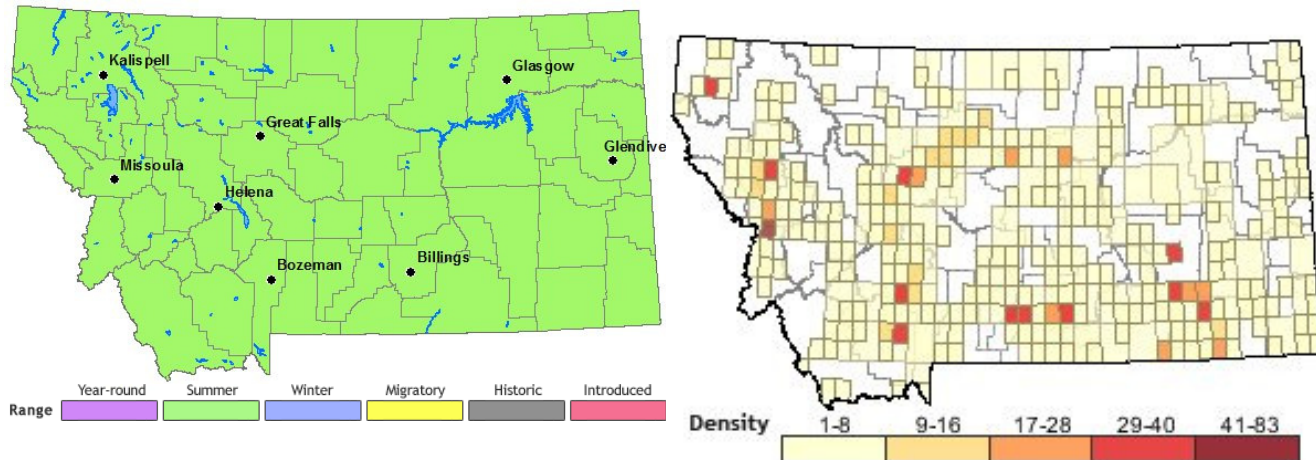 Kalispell
Glasgow
Great Falls
Glendive
Missoula
Helena
Bozeman
Billings
Year-round Summer Winter Migratory Historic Introduced
Range
Density 1-8 9-16 17-28 29-40 41-83